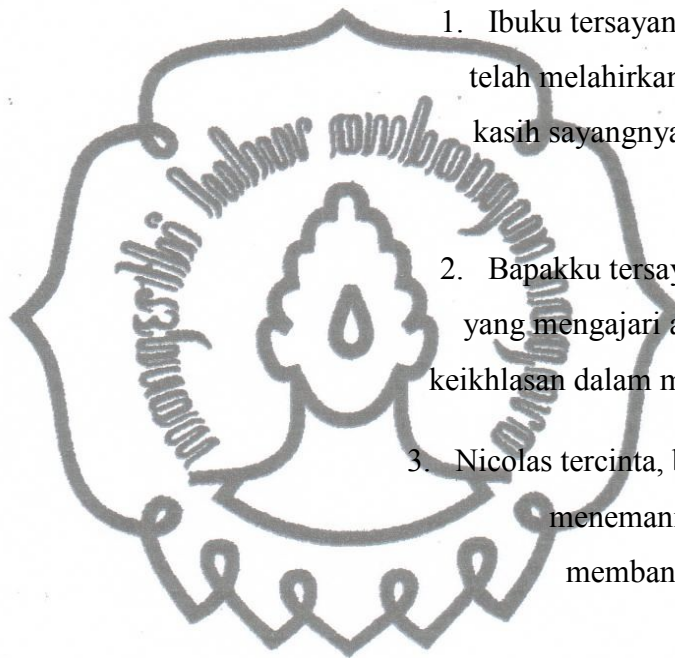 1. Ibuku tersayan
telah melahirkan
kasih sayangnya
2. Bapakku tersay
yang mengajari a
keikhlasan dalam m
3. Nicolas tercinta, b
menemani
memban